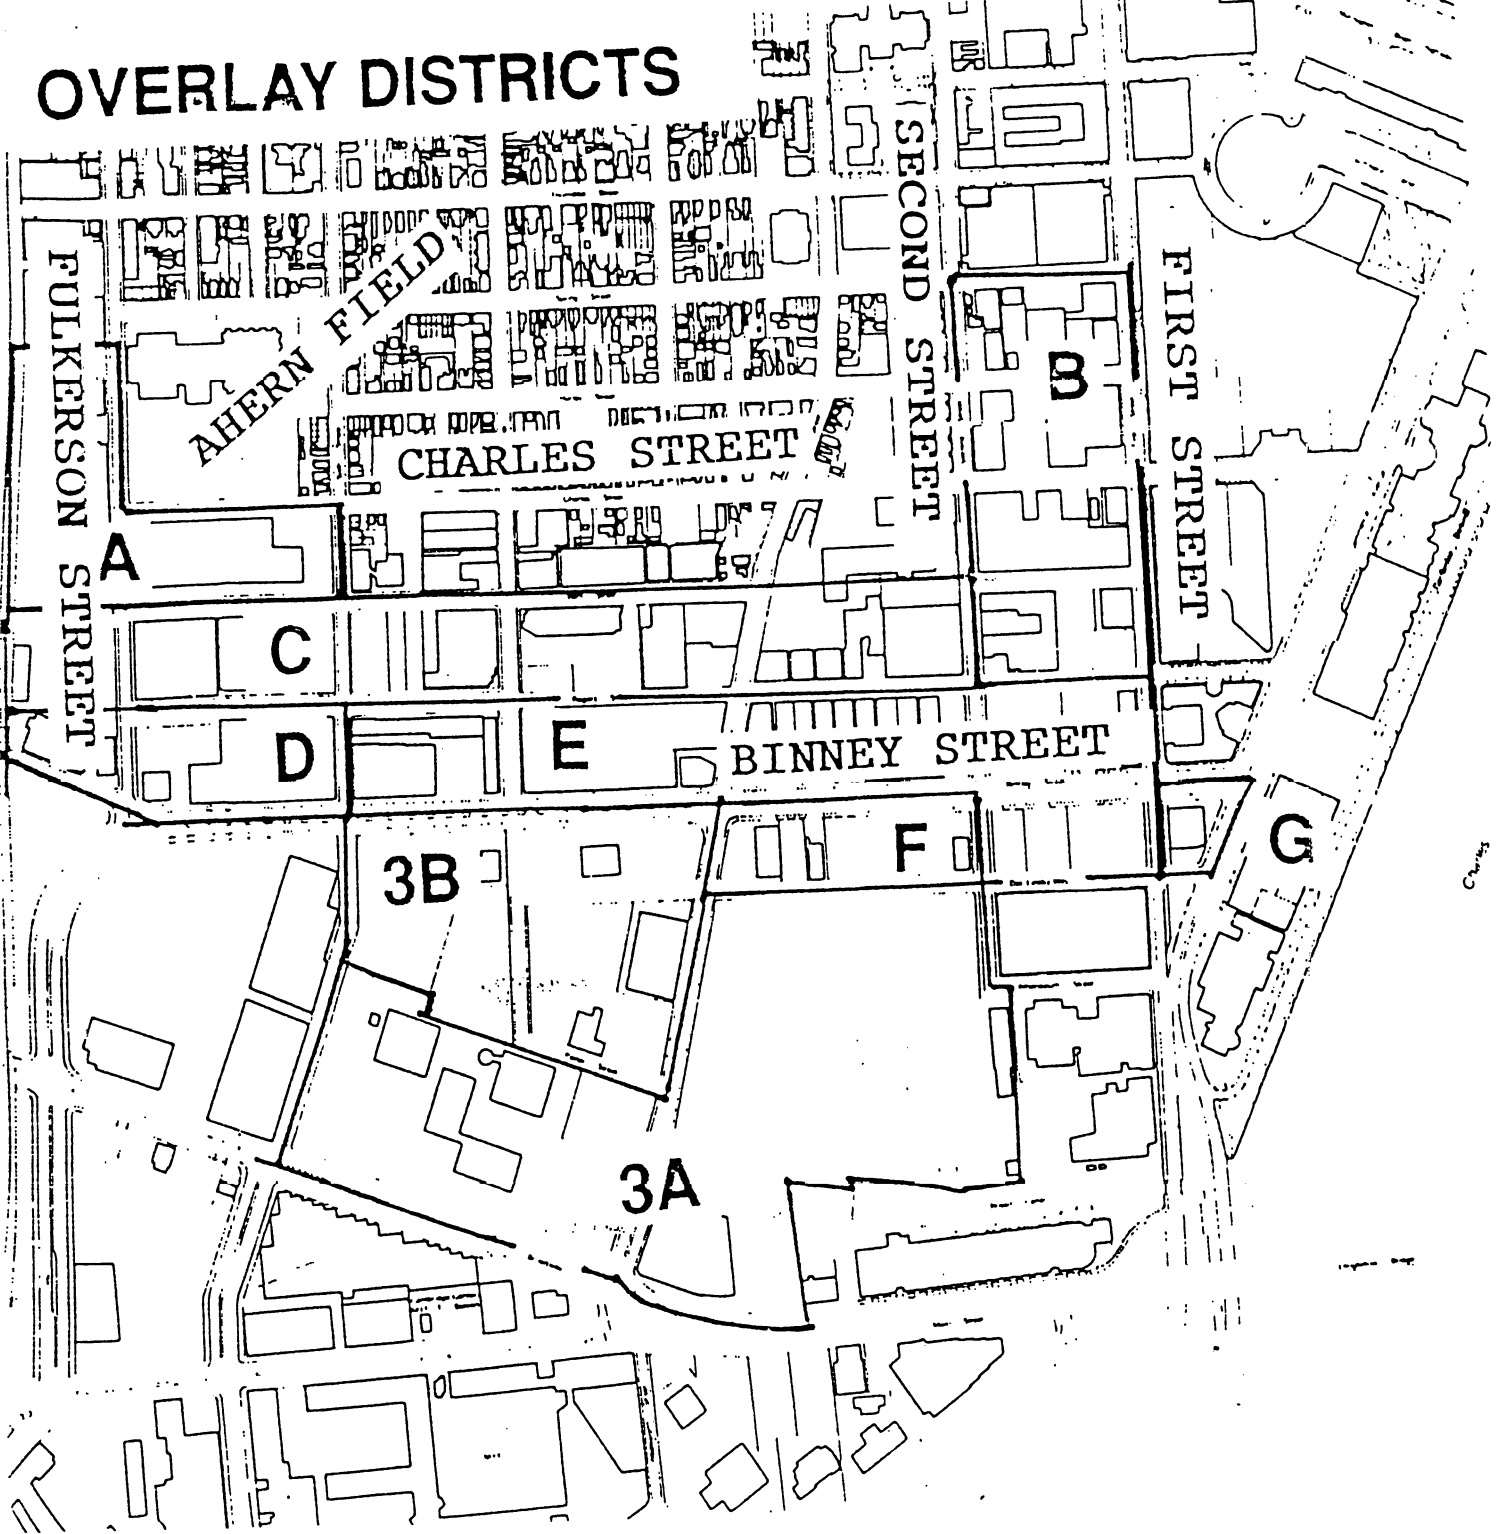 OVERLAY DISTRICTS
FULKERSON STREET
AHERN FIELD
CHARLES STREET
SECOND STREET
FIRST STREET
B
A
C
D
E
BINNEY STREET
3B
F
G
3A